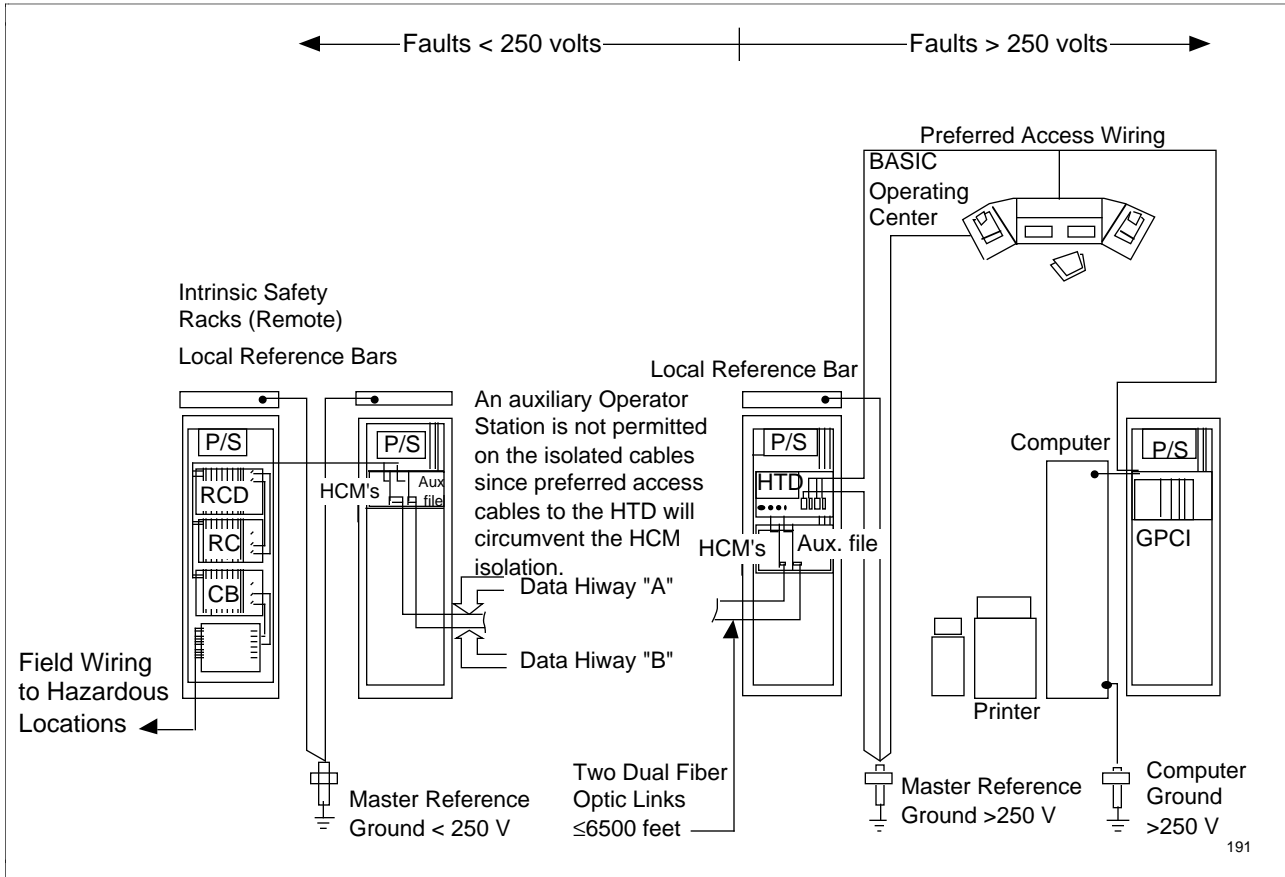 Faults < 250 volts
Faults > 250 volts
Preferred Access Wiring
BASIC
Operating
Center
Intrinsic Safety
Racks (Remote)
Local Reference Bars
Local Reference Bar
An auxiliary Operator
Station is not permitted
on the isolated cables
since preferred access
cables to the HTD will
circumvent the HCM
isolation.
P/S
RCD
RC
CB
P/S
HCM's
Aux
file
P/S
HTD
HCM's
Aux. file
Computer
P/S
GPCI
Data Hiway "A"
Data Hiway "B"
Field Wiring
to Hazardous
Locations
Printer
Master Reference
Ground < 250 V
Two Dual Fiber
Optic Links
≤6500 feet
Master Reference
Ground >250 V
Computer
Ground
>250 V
191